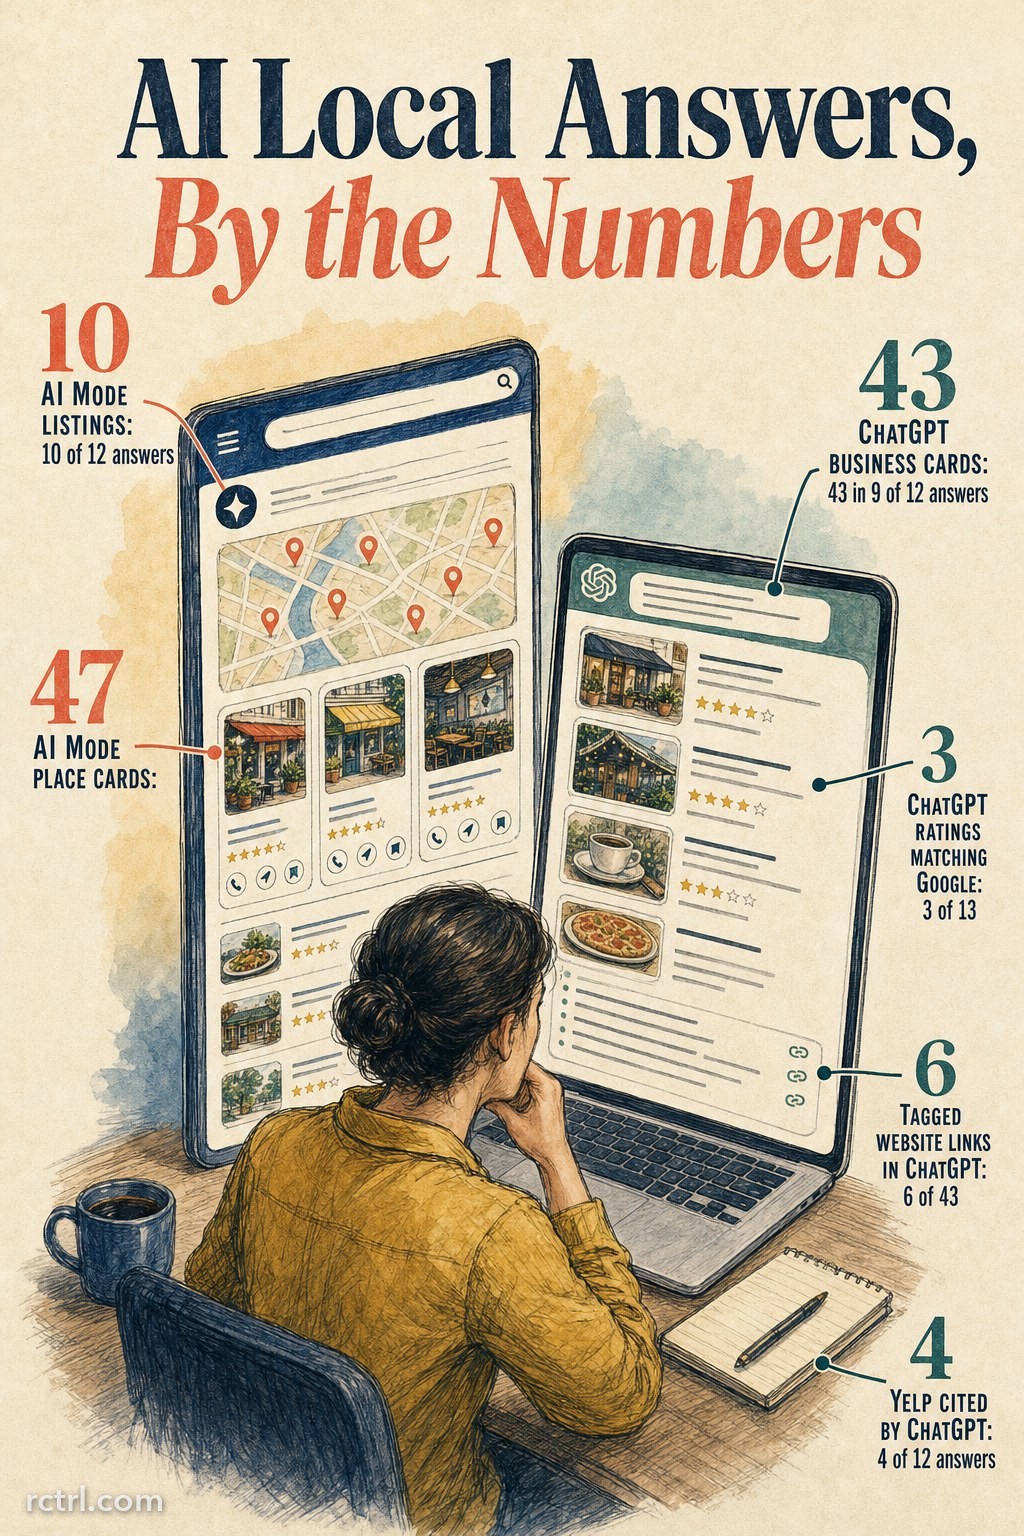 AI Local Answers,
By the Numbers
10
AI Mode
listings:
10 of 12 answers
47
AI Mode
place cards:
43
ChatGPT
business cards:
43 in 9 of 12 answers
3
ChatGPT
ratings
matching
Google:
3 of 13
6
Tagged
website links
in ChatGPT:
6 of 43
4
Yelp cited
by ChatGPT:
4 of 12 answers
rctrl.com